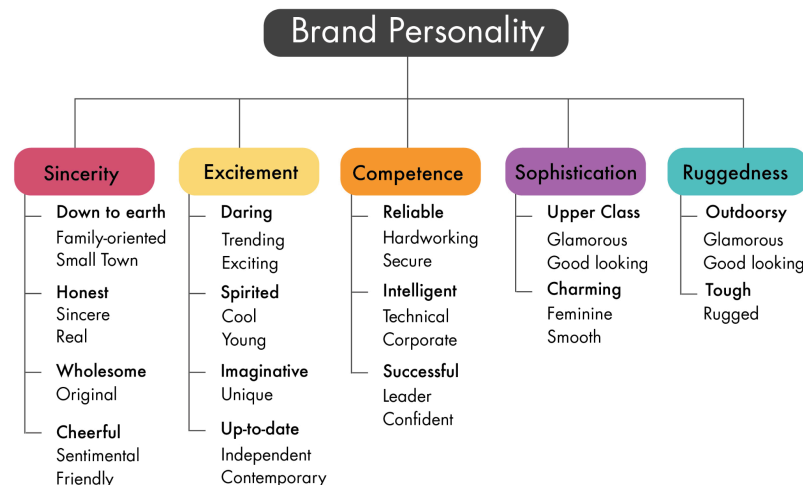 Brand Personality
Sincerity
Down to earth
Family-oriented
Small Town
Honest
Sincere
Real
Wholesome
Original
Cheerful
Sentimental
Friendly
Excitement
Daring
Trending
Exciting
Spirited
Cool
Young
Imaginative
Unique
Up-to-date
Independent
Contemporary
Competence
Reliable
Hardworking
Secure
Intelligent
Technical
Corporate
Successful
Leader
Confident
Sophistication
Upper Class
Glamorous
Good looking
Charming
Feminine
Smooth
Ruggedness
Outdoorsy
Glamorous
Good looking
Tough
Rugged